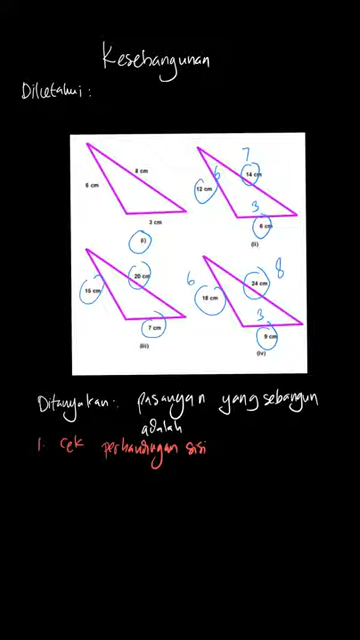 Kesebangunan
Diketahui :
8 cm
6 cm
3 cm
(i)
7
14 cm
6
12 cm
3
6 cm
(ii)
20 cm
15 cm
7 cm
(iii)
8
6
24 cm
18 cm
3
9 cm
(iv)
Ditanyakan : pasangan yang sebangun
adalah
1. Cek perbandingan sisi